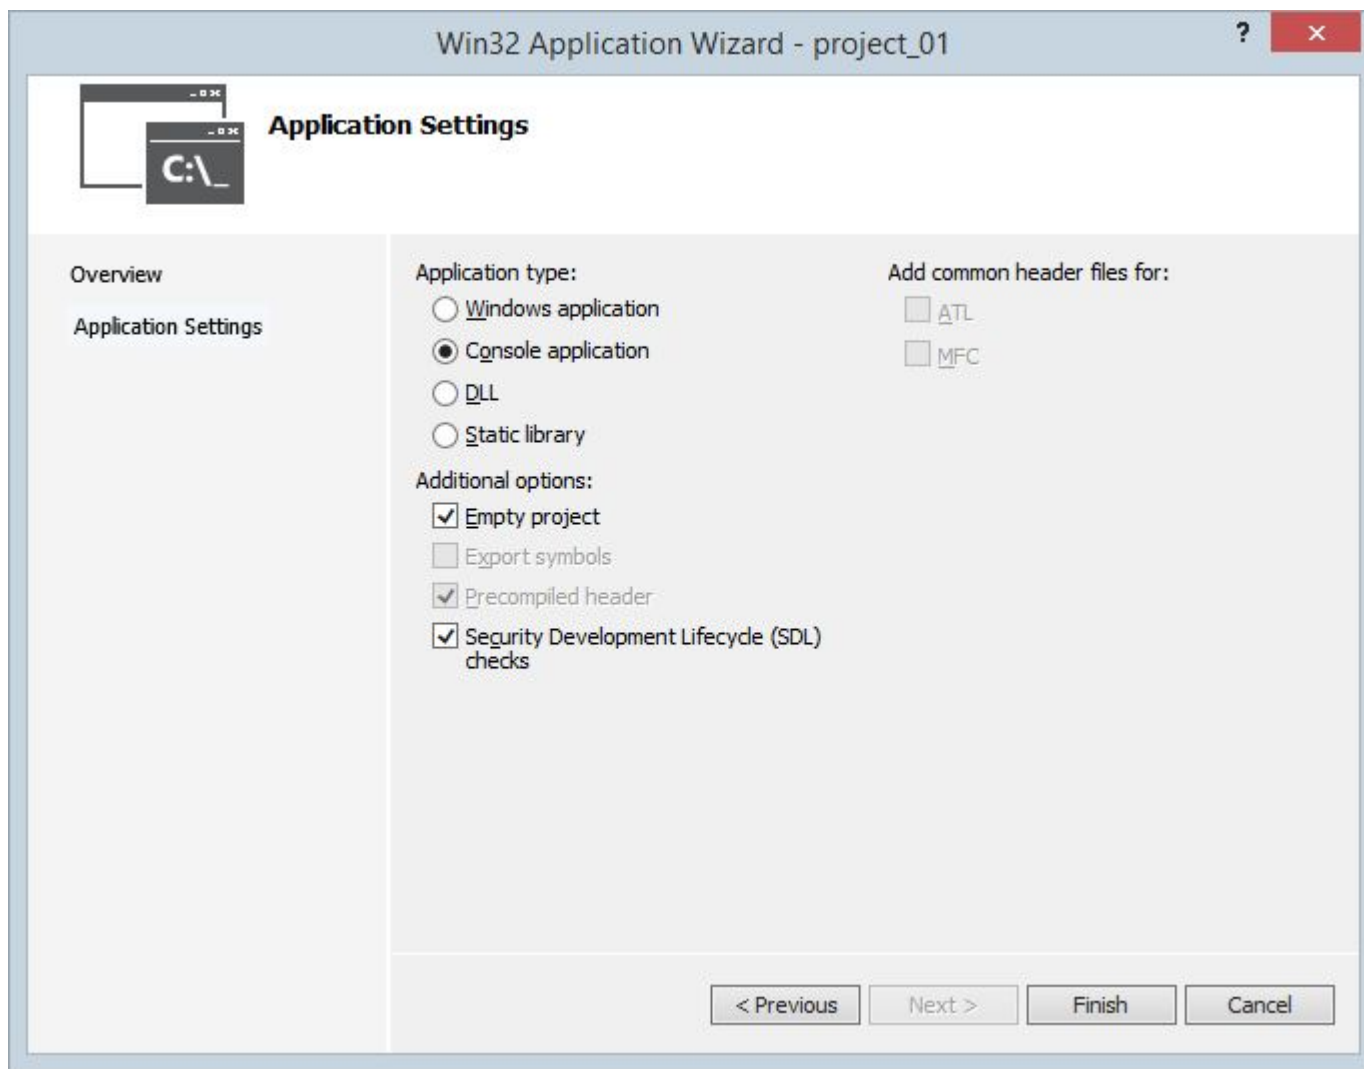 Win32 Application Wizard - project_01
?
C:\_
Application Settings
Overview
Application Settings
Application type:
Windows application
Console application
DLL
Static library
Additional options:
Empty project
Export symbols
Precompiled header
Security Development Lifecycle (SDL)
checks
Add common header files for:
ATL
MFC
< Previous
Next >
Finish
Cancel